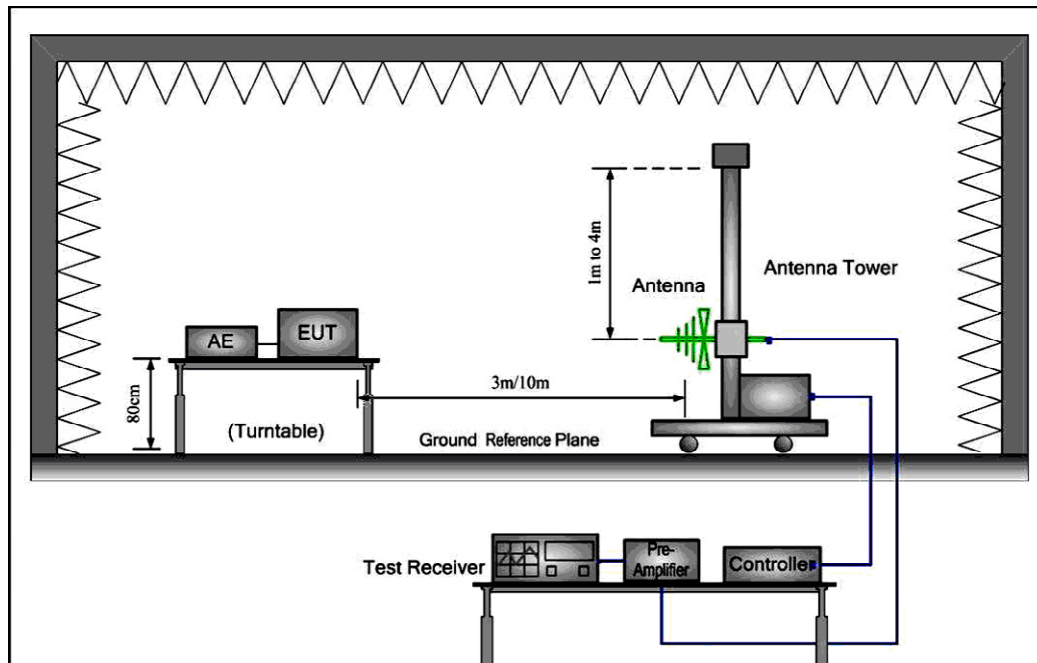 1m to 4m
Antenna Tower
Antenna
AE
EUT
80cm
3m/10m
(Turntable)
Ground Reference Plane
Test Receiver
Pre-
Amplifier
Controller